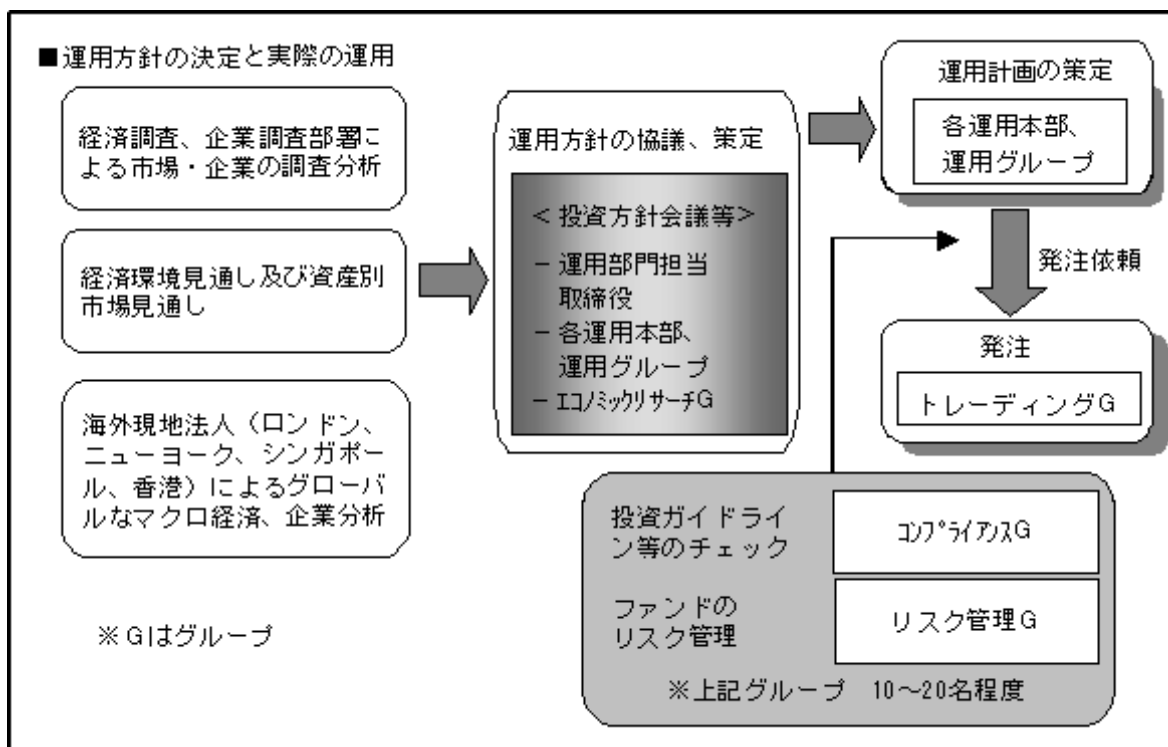 ■運用方針の決定と実際の運用
経済調査、企業調査部署に
よる市場・企業の調査分析
経済環境見通し及び資産別
市場見通し
海外現地法人（ロンドン、
ニューヨーク、シンガポー
ル、香港）によるグローバ
ルなマクロ経済、企業分析
※Gはグループ
運用方針の協議、策定
＜投資方針会議等＞
－運用部門担当
取締役
－各運用本部、
運用グループ
－ｴｺﾉﾐｯｸﾘｻｰﾁG
運用計画の策定
各運用本部、
運用グループ
発注依頼
発注
トレーディングG
投資ガイドライ
ン等のチェック
ｺﾝﾌﾟﾗｲｱﾝｽG
ファンドの
リスク管理
リスク管理G
※上記グループ　10～20名程度